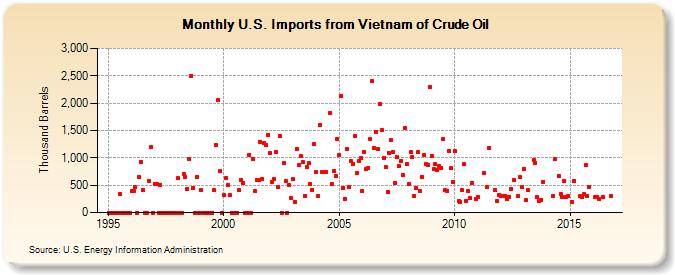 Monthly U.S. Imports from Vietnam of Crude Oil
Thousand Barrels
3,000
2,500
2,000
1,500
1,000
500
0
1995 2000 2005 2010 2015
Source: U.S. Energy Information Administration